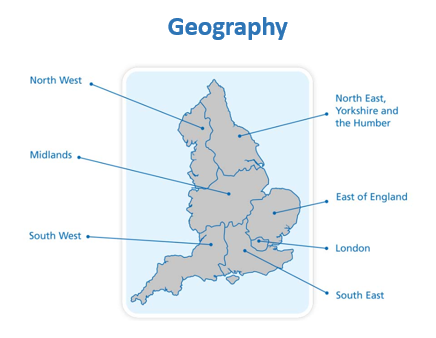 Geography
North West
North East,
Yorkshire and
the Humber
Midlands
East of England
South West
London
South East